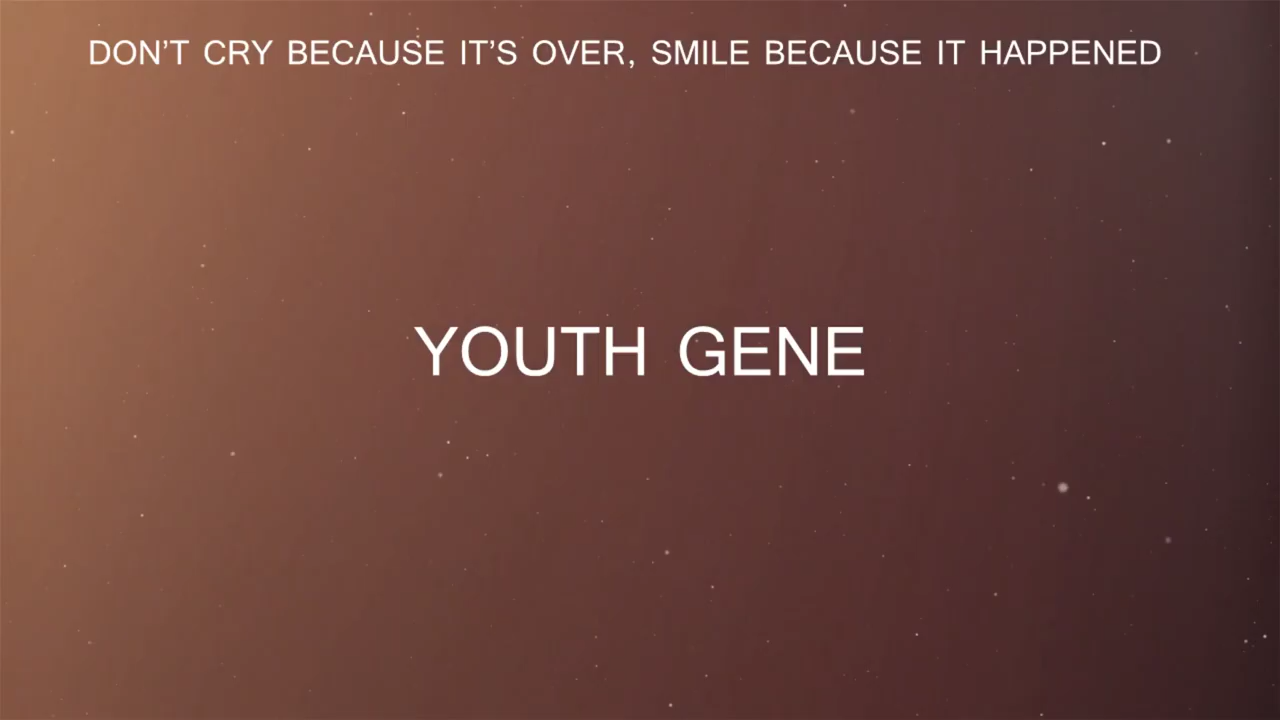 DON’T CRY BECAUSE IT’S OVER, SMILE BECAUSE IT HAPPENED
YOUTH GENE